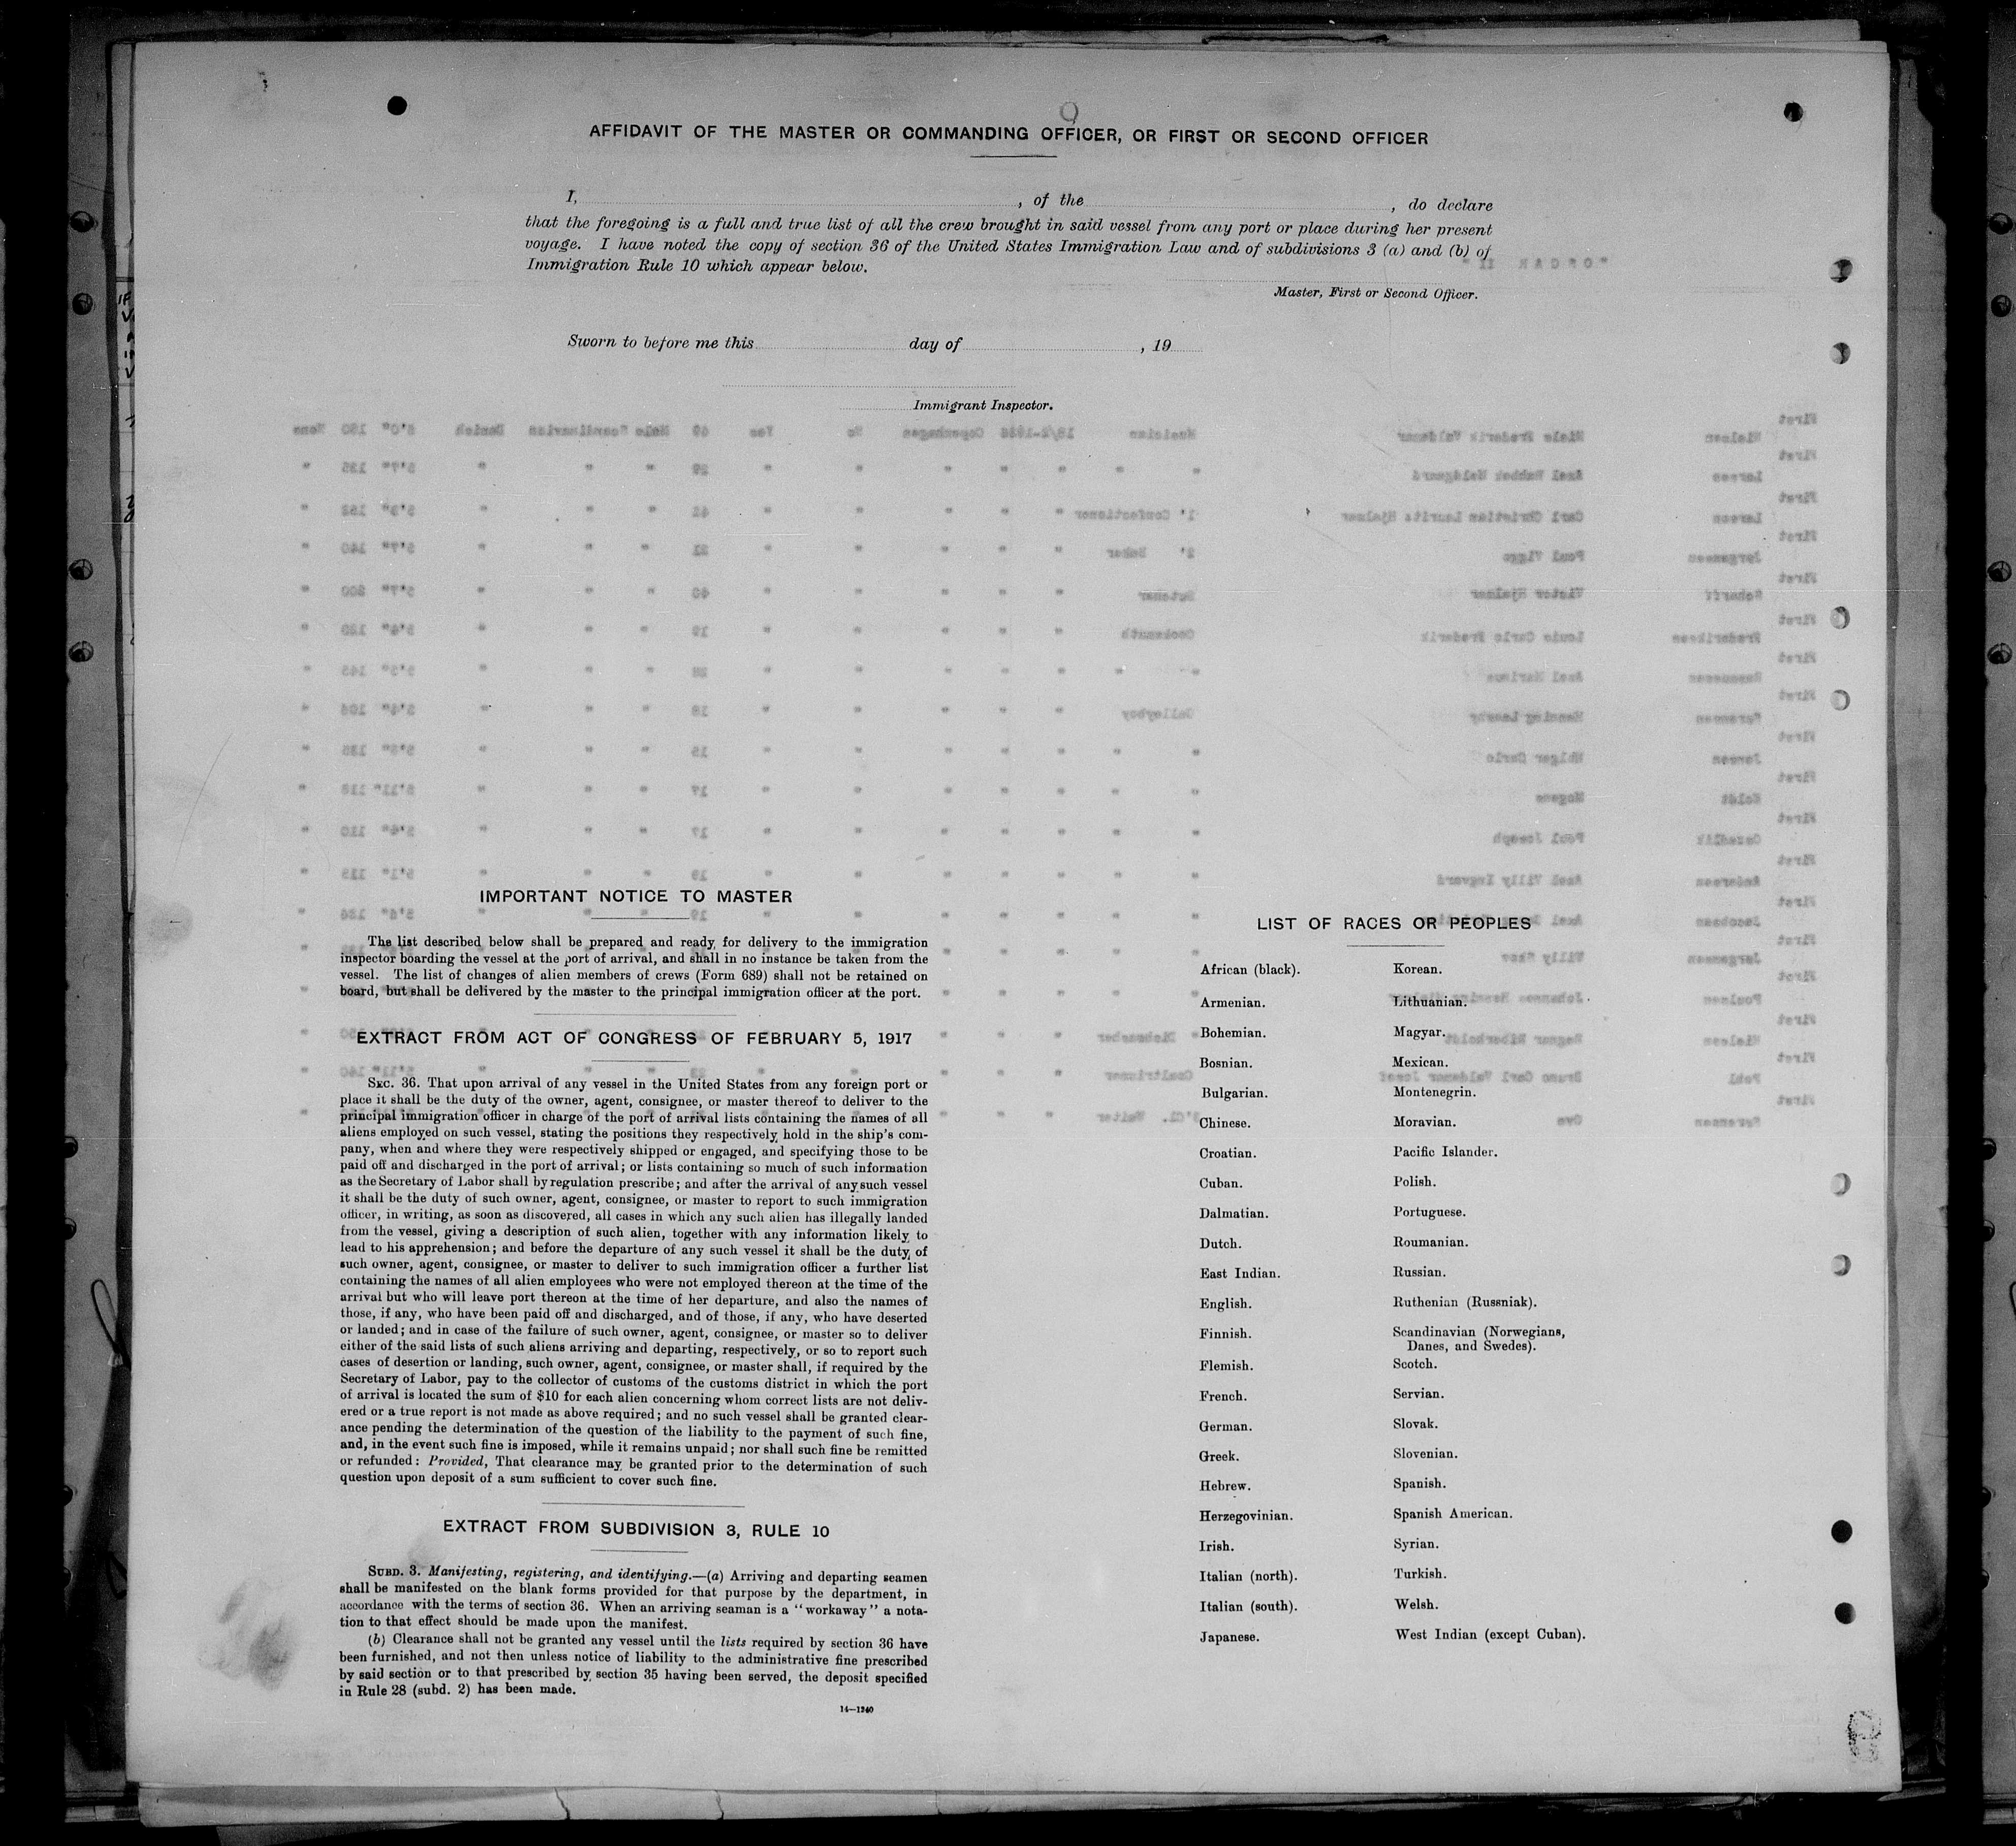 AFFIDAVIT OF THE MASTER OR COMMANDING OFFICER, OR FIRST OR SECOND OFFICER
I, , of the , do declare
that the foregoing is a full and true list of all the crew brought in said vessel from any port or place during her present
voyage. I have noted the copy of section 36 of the United States Immigration Law and of subdivisions 3 (a) and (b) of
Immigration Rule 10 which appear below.
Master, First or Second Officer.
Sworn to before me this day of , 19
Immigrant Inspector.
IMPORTANT NOTICE TO MASTER
The list described below shall be prepared and ready for delivery to the immigration
inspector boarding the vessel at the port of arrival, and shall in no instance be taken from the
vessel. The list of changes of alien members of crews (Form 689) shall not be retained on
board, but shall be delivered by the master to the principal immigration officer at the port.
EXTRACT FROM ACT OF CONGRESS OF FEBRUARY 5, 1917
SEC. 36. That upon arrival of any vessel in the United States from any foreign port or
place it shall be the duty of the owner, agent, consignee, or master thereof to deliver to the
principal immigration officer in charge of the port of arrival lists containing the names of all
aliens employed on such vessel, stating the positions they respectively hold in the ship's com-
pany, when and where they were respectively shipped or engaged, and specifying those to be
paid off and discharged in the port of arrival; or lists containing so much of such information
as the Secretary of Labor shall by regulation prescribe; and after the arrival of any such vessel
it shall be the duty of such owner, agent, consignee, or master to report to such immigration
officer, in writing, as soon as discovered, all cases in which any such alien has illegally landed
from the vessel, giving a description of such alien, together with any information likely to
lead to his apprehension; and before the departure of any such vessel it shall be the duty of
such owner, agent, consignee, or master to deliver to such immigration officer a further list
containing the names of all alien employees who were not employed thereon at the time of the
arrival but who will leave port thereon at the time of her departure, and also the names of
those, if any, who have been paid off and discharged, and of those, if any, who have deserted
or landed; and in case of the failure of such owner, agent, consignee, or master so to deliver
either of the said lists of such aliens arriving and departing, respectively, or so to report such
cases of desertion or landing, such owner, agent, consignee, or master shall, if required by the
Secretary of Labor, pay to the collector of customs of the customs district in which the port
of arrival is located the sum of $10 for each alien concerning whom correct lists are not deliv-
ered or a true report is not made as above required; and no such vessel shall be granted clear-
ance pending the determination of the question of the liability to the payment of such fine,
and, in the event such fine is imposed, while it remains unpaid; nor shall such fine be remitted
or refunded: Provided, That clearance may be granted prior to the determination of such
question upon deposit of a sum sufficient to cover such fine.
EXTRACT FROM SUBDIVISION 3, RULE 10
SUBD. 3. Manifesting, registering, and identifying.—(a) Arriving and departing seamen
shall be manifested on the blank forms provided for that purpose by the department, in
accordance with the terms of section 36. When an arriving seaman is a "workaway" a nota-
tion to that effect should be made upon the manifest.
(b) Clearance shall not be granted any vessel until the lists required by section 36 have
been furnished, and not then unless notice of liability to the administrative fine prescribed
by said section or to that prescribed by section 35 having been served, the deposit specified
in Rule 28 (subd. 2) has been made.
14—1240
LIST OF RACES OR PEOPLES
African (black).
Armenian.
Bohemian.
Bosnian.
Bulgarian.
Chinese.
Croatian.
Cuban.
Dalmatian.
Dutch.
East Indian.
English.
Finnish.
Flemish.
French.
German.
Greek.
Hebrew.
Herzegovinian.
Irish.
Italian (north).
Italian (south).
Japanese.
Korean.
Lithuanian.
Magyar.
Mexican.
Montenegrin.
Moravian.
Pacific Islander.
Polish.
Portuguese.
Roumanian.
Russian.
Ruthenian (Russniak).
Scandinavian (Norwegians,
Danes, and Swedes).
Scotch.
Servian.
Slovak.
Slovenian.
Spanish.
Spanish American.
Syrian.
Turkish.
Welsh.
West Indian (except Cuban).